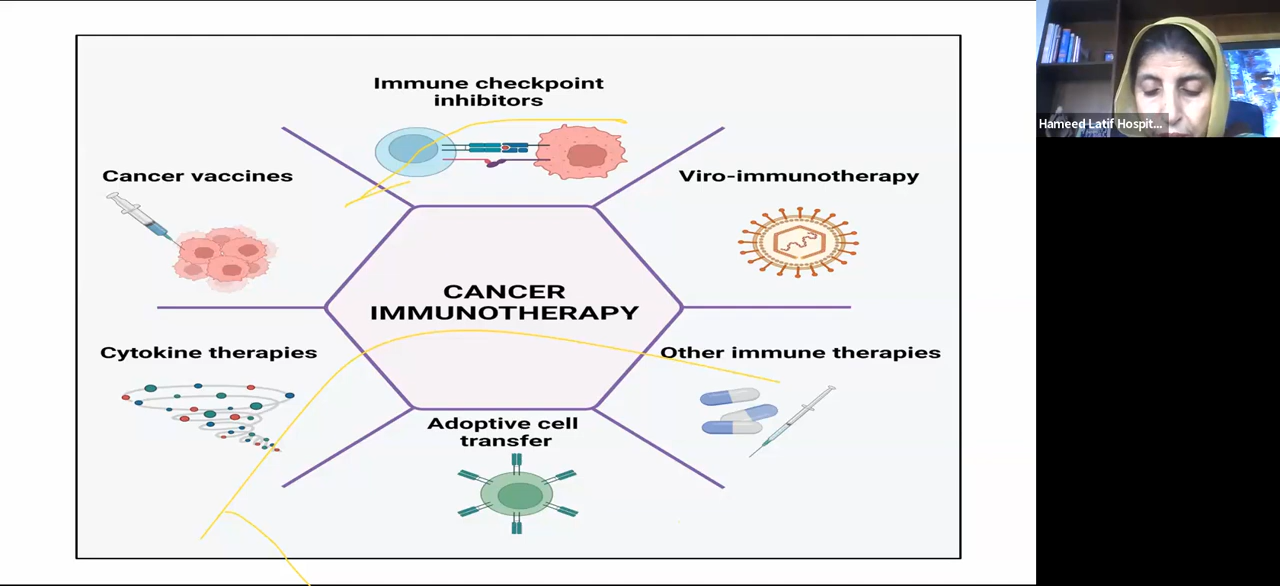 Immune checkpoint
inhibitors
Cancer vaccines
Viro-immunotherapy
CANCER
IMMUNOTHERAPY
Cytokine therapies
Other immune therapies
Adoptive cell
transfer
Hameed Latif Hospit...